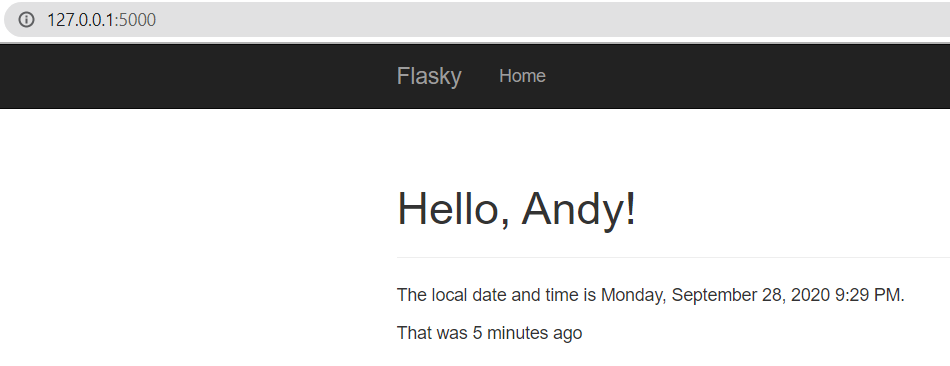 127.0.0.1:5000
Flasky Home
Hello, Andy!
The local date and time is Monday, September 28, 2020 9:29 PM.
That was 5 minutes ago